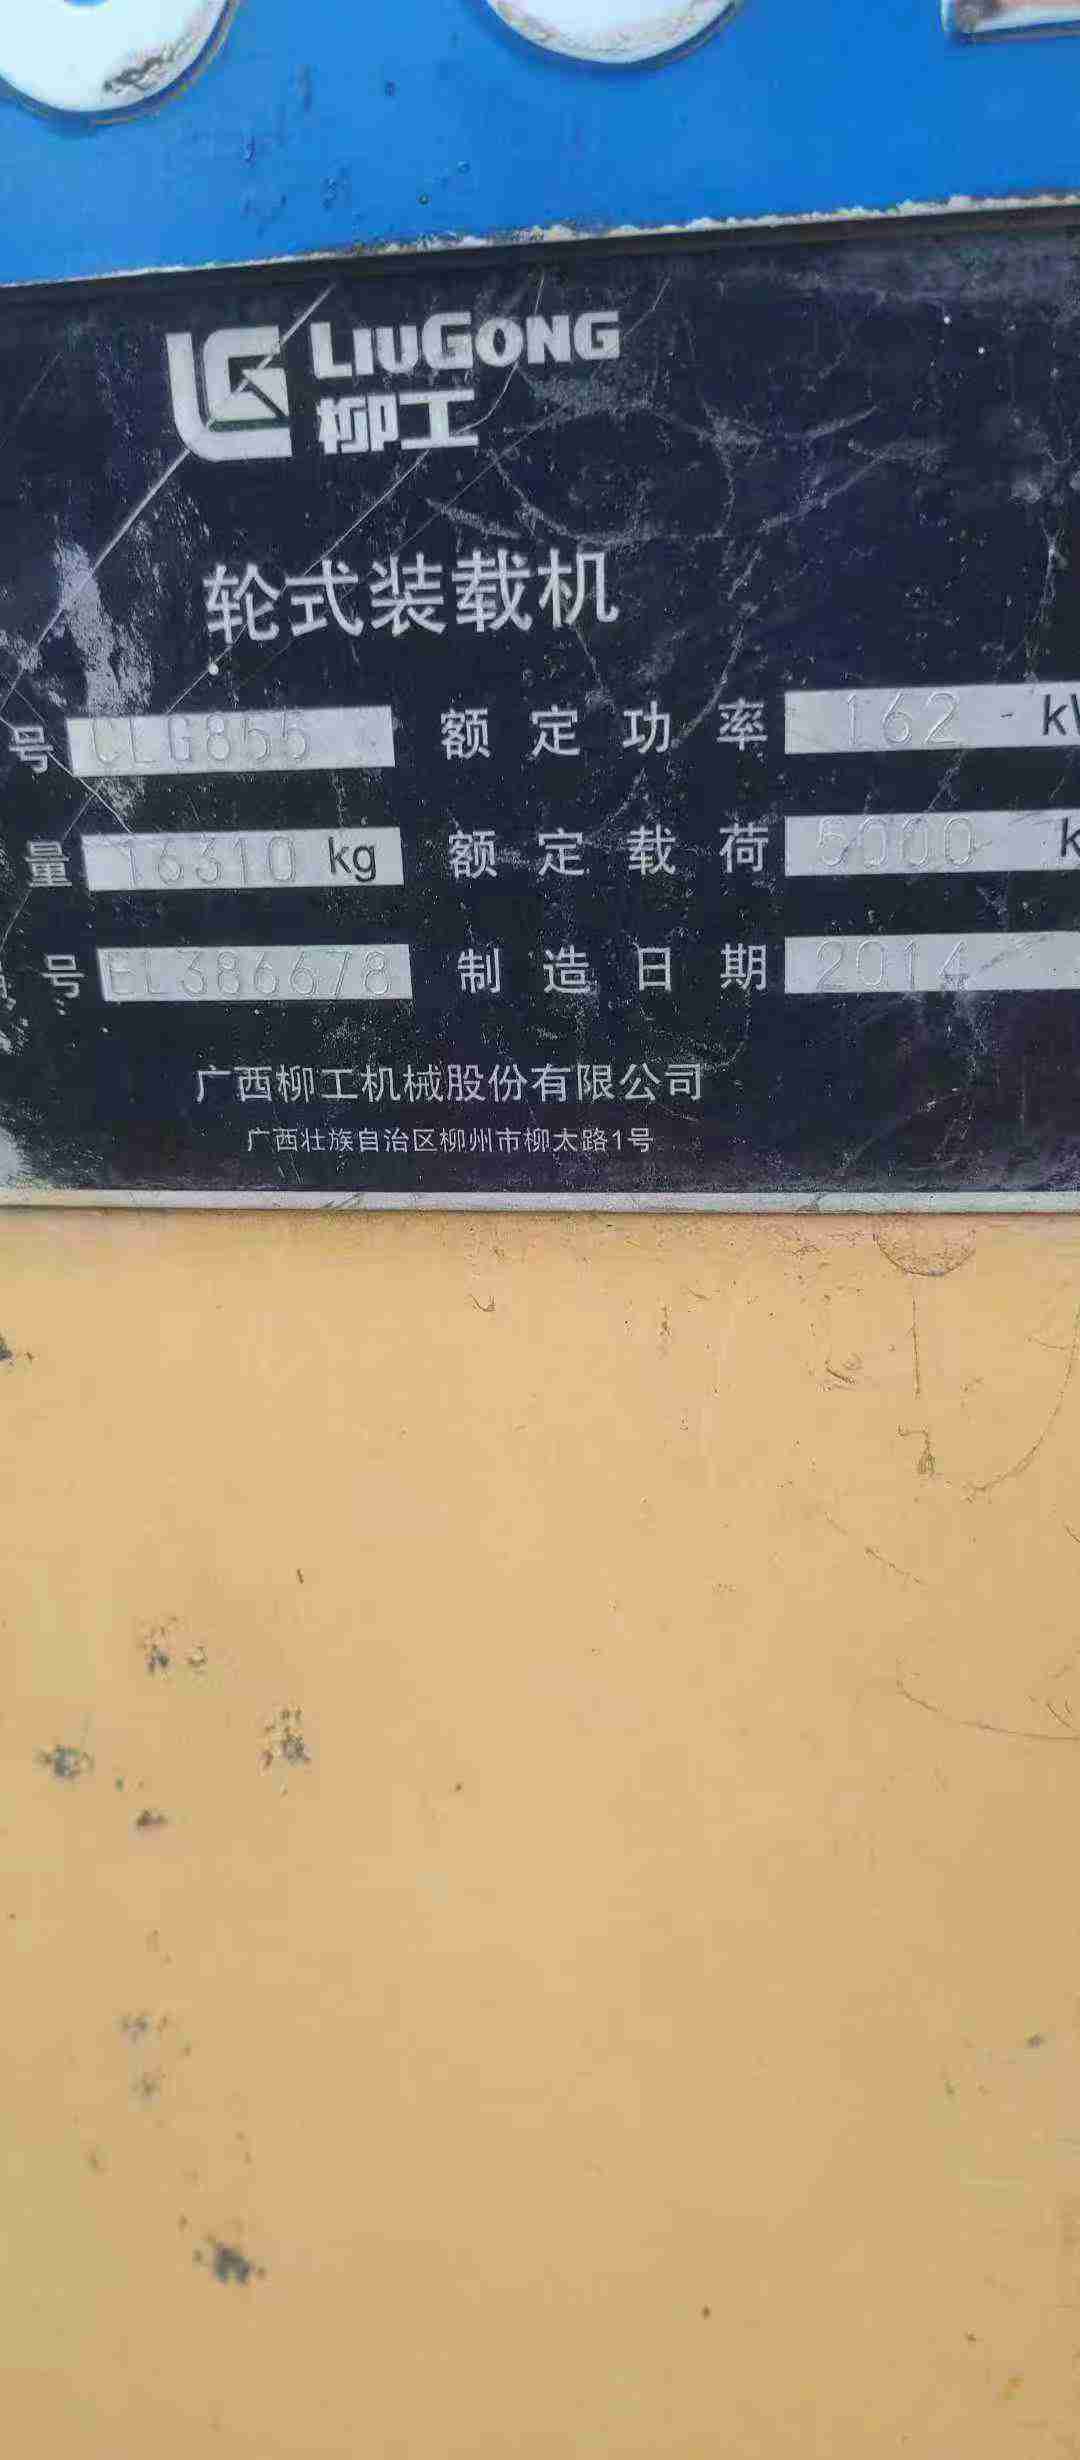 LIUGONG
柳工
轮式装载机
号 CLG855 额定功率 162 kW
量 16310 kg 额定载荷 5000 k
号 EL386678 制造日期 2014
广西柳工机械股份有限公司
广西壮族自治区柳州市柳太路1号